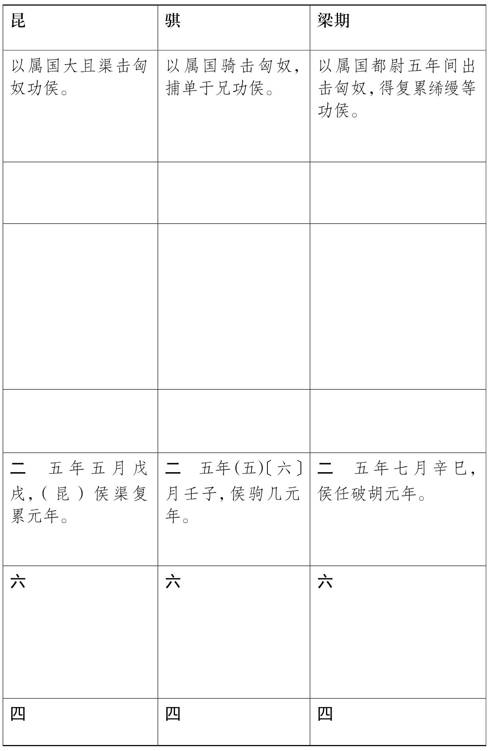 昆
骐
梁期
以属国大且渠击匈
奴功侯。
以属国骑击匈奴,
捕单于兄功侯。
以属国都尉五年间出
击匈奴,得复累𫄨缦等
功侯。
二 五年五月戊
戌,(昆)侯渠复
累元年。
二 五年(五)〔六〕
月壬子,侯驹几元
年。
二 五年七月辛巳,
侯任破胡元年。
六
六
六
四
四
四